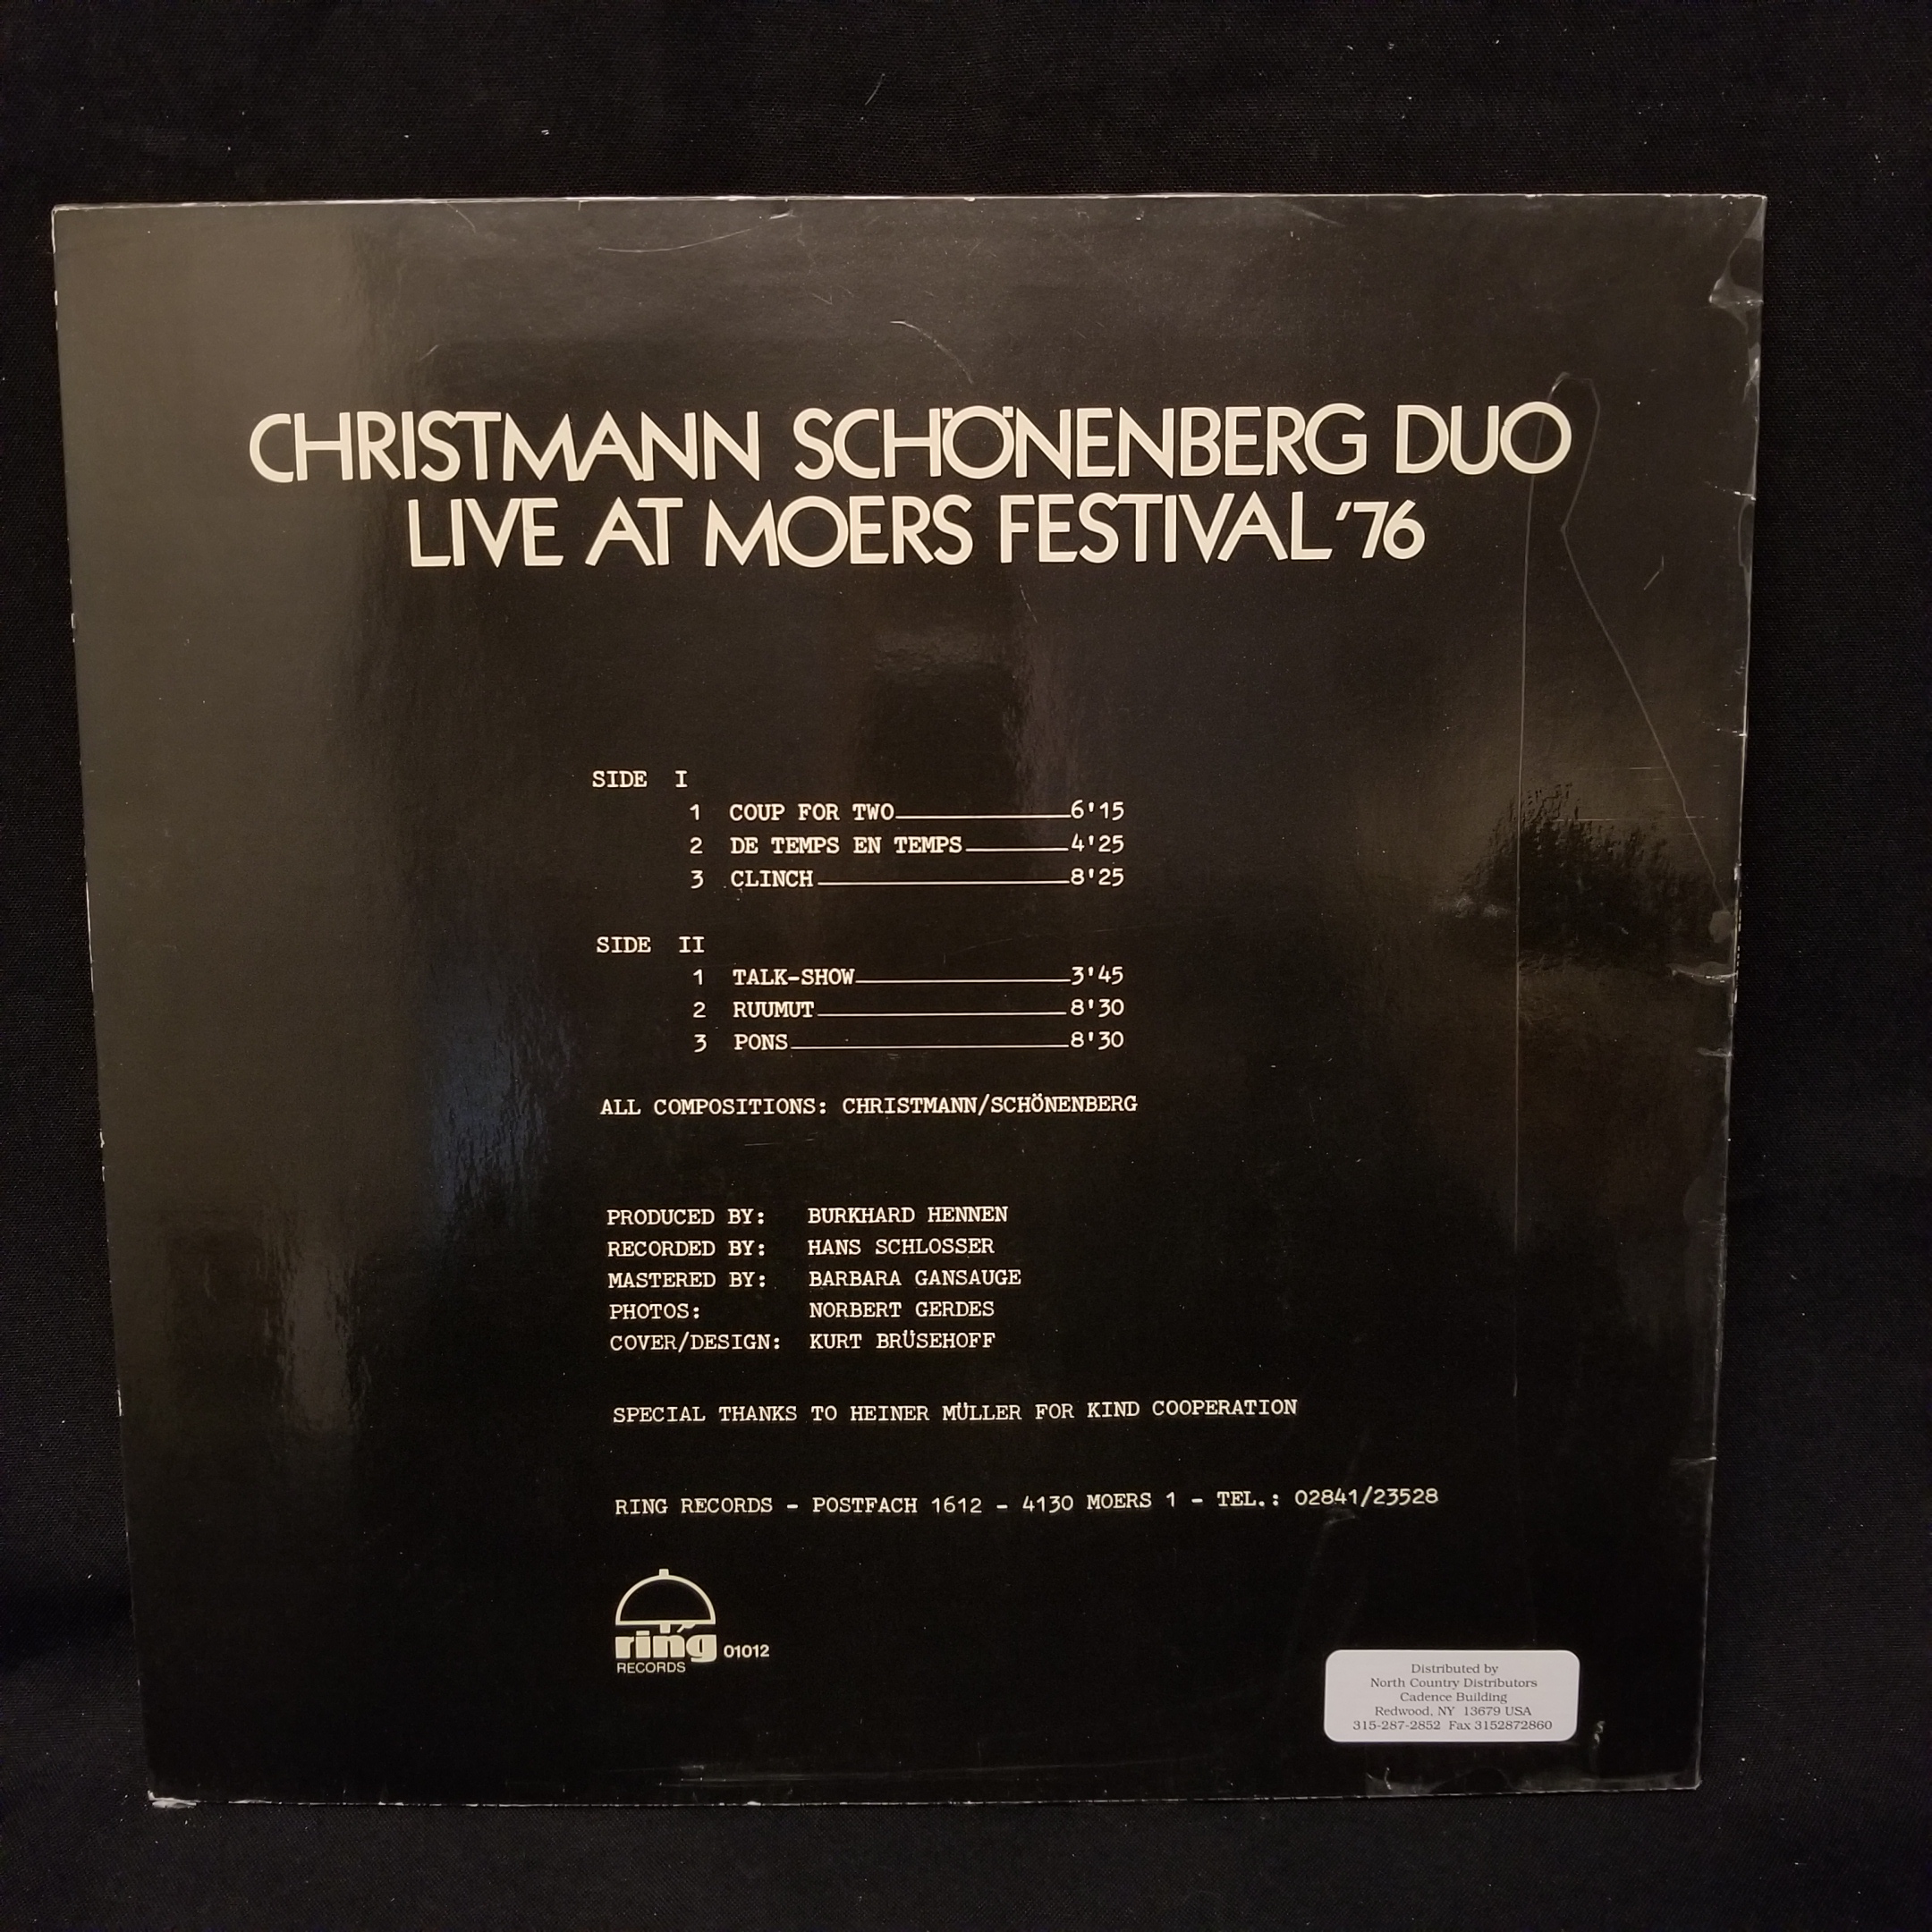 CHRISTMANN SCHÖNENBERG DUO
LIVE AT MOERS FESTIVAL '76
SIDE I
1 COUP FOR TWO 6'15
2 DE TEMPS EN TEMPS 4'25
3 CLINCH 8'25
SIDE II
1 TALK-SHOW 3'45
2 RUUMUT 8'30
3 PONS 8'30
ALL COMPOSITIONS: CHRISTMANN/SCHÖNENBERG
PRODUCED BY: BURKHARD HENNEN
RECORDED BY: HANS SCHLOSSER
MASTERED BY: BARBARA GANSAUGE
PHOTOS: NORBERT GERDES
COVER/DESIGN: KURT BRÜSEHOFF
SPECIAL THANKS TO HEINER MÜLLER FOR KIND COOPERATION
RING RECORDS - POSTFACH 1612 - 4130 MOERS 1 - TEL.: 02841/23528
ring 01012
RECORDS
Distributed by
North Country Distributors
Cadence Building
Redwood, NY 13679 USA
315-287-2852 Fax 3152872860